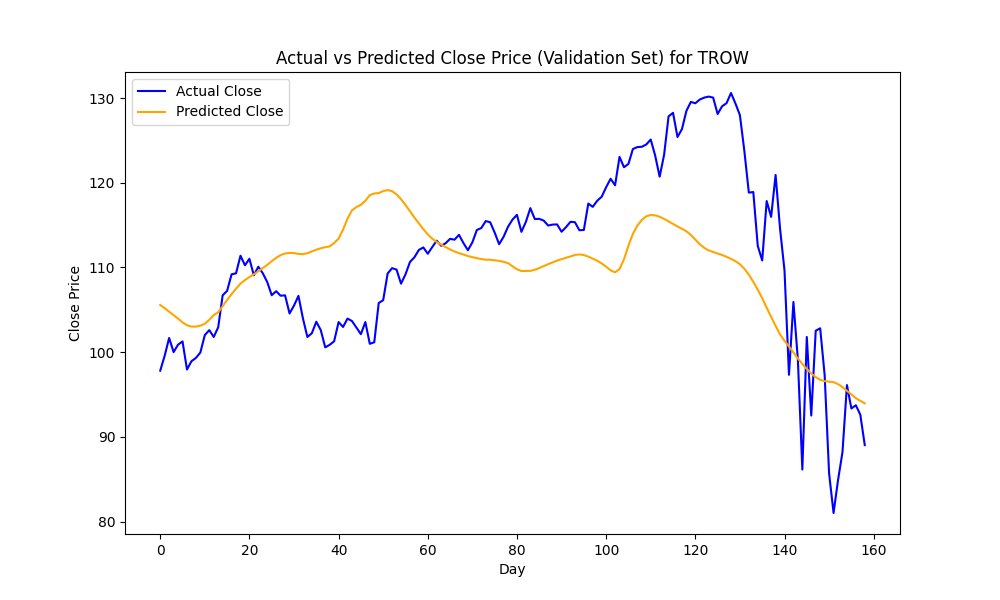 Actual vs Predicted Close Price (Validation Set) for TROW
Actual Close
Predicted Close
130
120
110
100
90
80
Close Price
0 20 40 60 80 100 120 140 160
Day